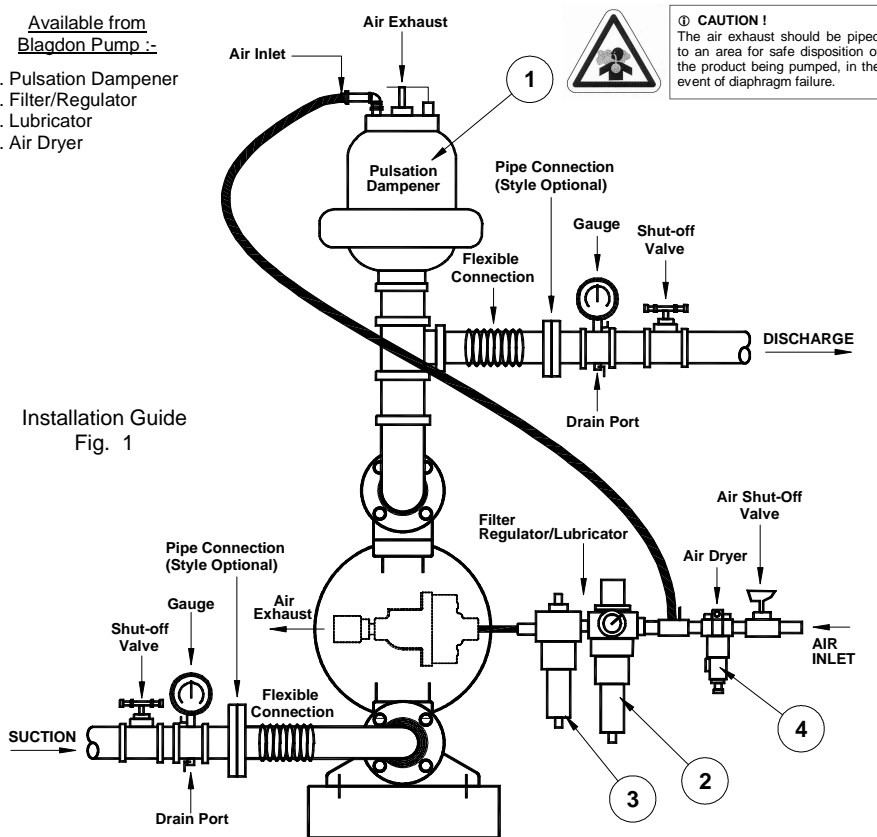 Available from
Blagdon Pump :-
. Pulsation Dampener
. Filter/Regulator
. Lubricator
. Air Dryer
Air Exhaust
Air Inlet
1
ⓘ CAUTION !
The air exhaust should be piped
to an area for safe disposition of
the product being pumped, in the
event of diaphragm failure.
Pulsation
Dampener
Pipe Connection
(Style Optional)
Gauge
Shut-off
Valve
Flexible
Connection
DISCHARGE
Drain Port
Installation Guide
Fig. 1
Filter
Regulator/Lubricator
Air Shut-Off
Valve
Air Dryer
AIR
INLET
Pipe Connection
(Style Optional)
Air
Exhaust
Gauge
Shut-off
Valve
Flexible
Connection
SUCTION
Drain Port
3
2
4